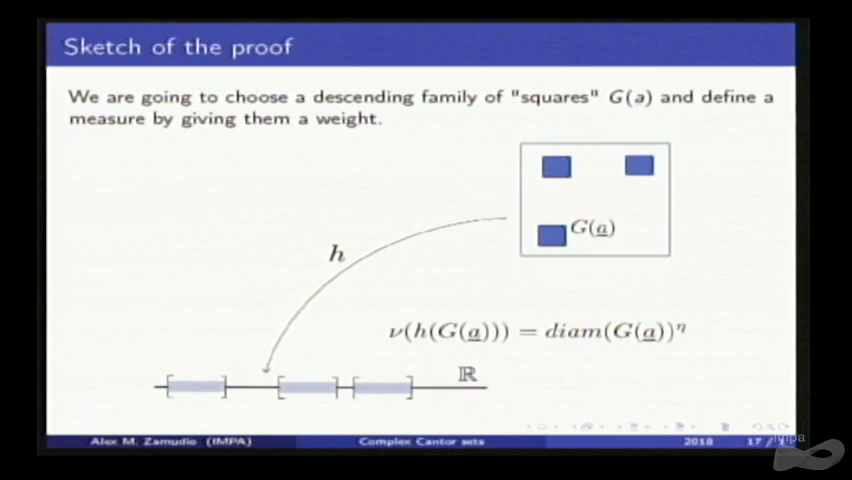 Sketch of the proof
We are going to choose a descending family of "squares" G(a) and define a
measure by giving them a weight.
G(a)
h
ν(h(G(a))) = diam(G(a))^η
ℝ
Alex M. Zamudio (IMPA) Complex Cantor sets 2018 17 /
impa